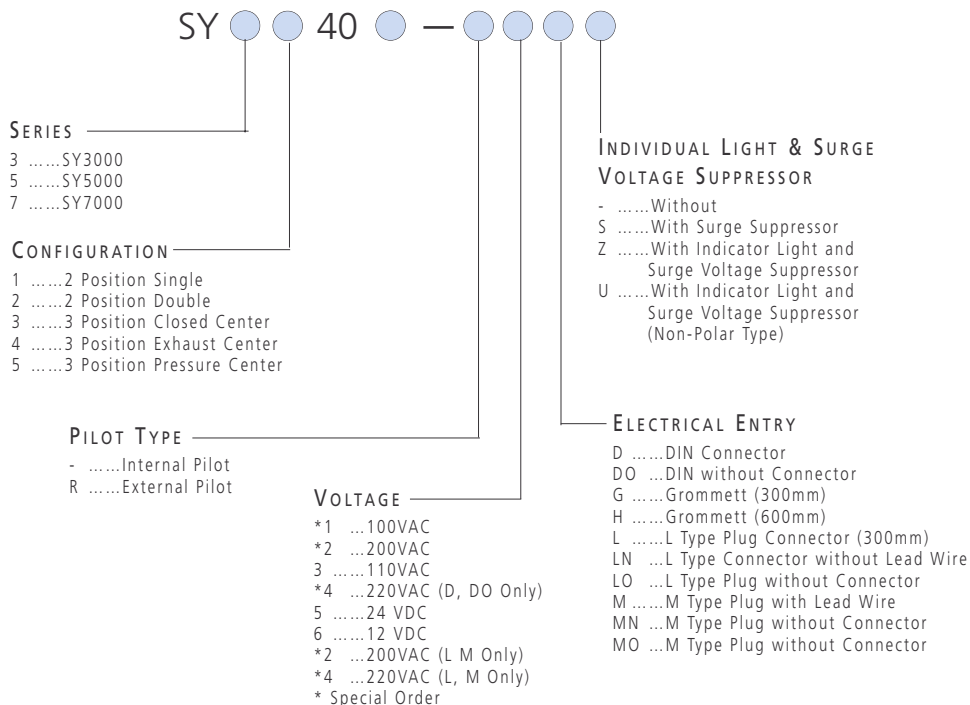 SY 40 —
SERIES
3 ……SY3000
5 ……SY5000
7 ……SY7000
CONFIGURATION
1 ……2 Position Single
2 ……2 Position Double
3 ……3 Position Closed Center
4 ……3 Position Exhaust Center
5 ……3 Position Pressure Center
PILOT TYPE
- ……Internal Pilot
R ……External Pilot
VOLTAGE
*1 …100VAC
*2 …200VAC
3 ……110VAC
*4 …220VAC (D, DO Only)
5 ……24 VDC
6 ……12 VDC
*2 …200VAC (L M Only)
*4 …220VAC (L, M Only)
* Special Order
INDIVIDUAL LIGHT & SURGE
VOLTAGE SUPPRESSOR
- ……Without
S ……With Surge Suppressor
Z ……With Indicator Light and
Surge Voltage Suppressor
U ……With Indicator Light and
Surge Voltage Suppressor
(Non-Polar Type)
ELECTRICAL ENTRY
D ……DIN Connector
DO …DIN without Connector
G ……Grommett (300mm)
H ……Grommett (600mm)
L ……L Type Plug Connector (300mm)
LN …L Type Connector without Lead Wire
LO …L Type Plug without Connector
M ……M Type Plug with Lead Wire
MN …M Type Plug without Connector
MO …M Type Plug without Connector